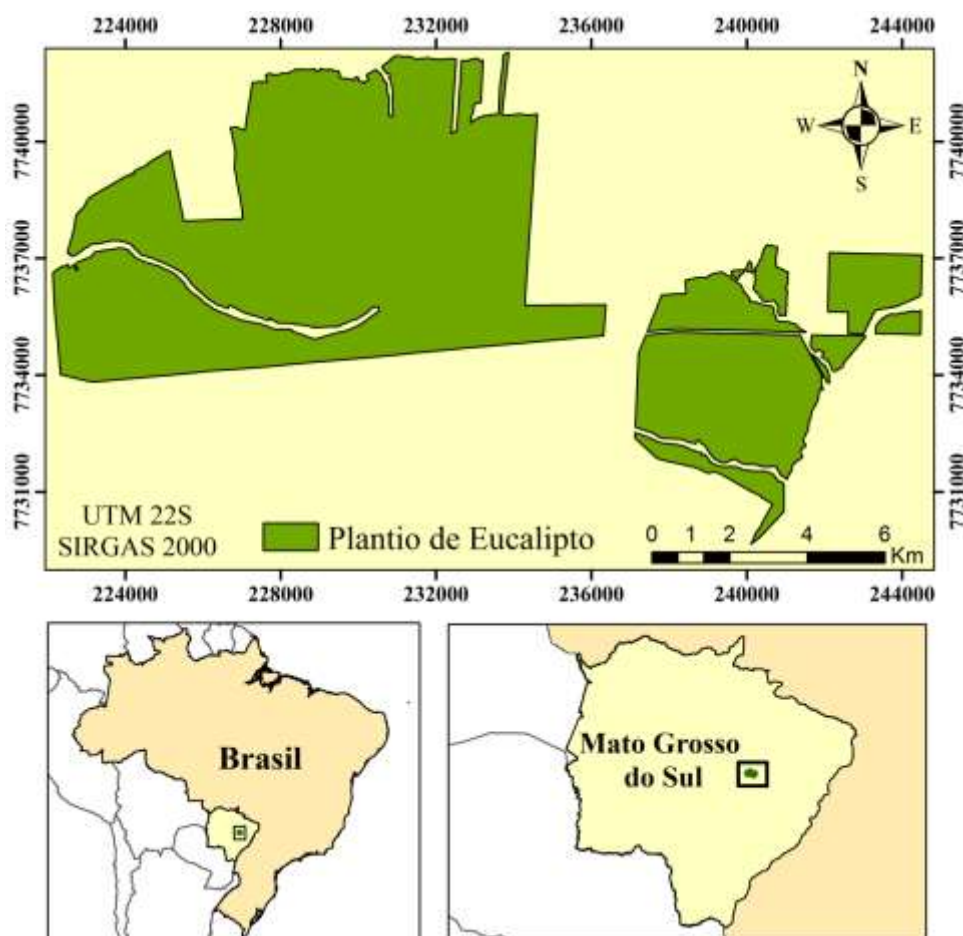 224000 228000 232000 236000 240000 244000
7740000 7740000
7737000 7737000
7734000 7734000
7731000 7731000
N
W E
S
UTM 22S
SIRGAS 2000
Plantio de Eucalipto
0 1 2 4 6
Km
224000 228000 232000 236000 240000 244000
Brasil
Mato Grosso
do Sul